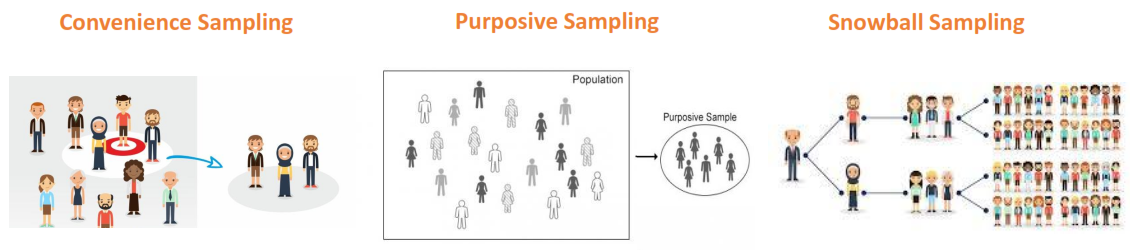 Convenience Sampling
Purposive Sampling
Snowball Sampling
Population
Purposive Sample